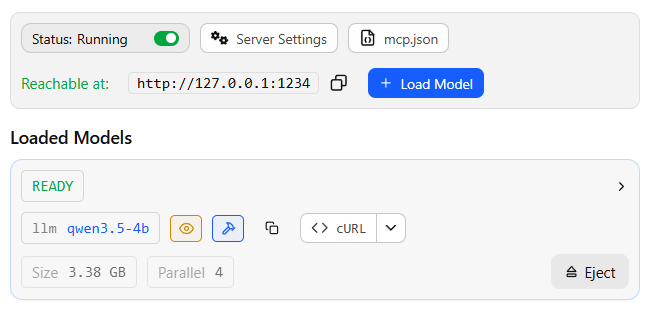 Status: Running Server Settings mcp.json
Reachable at: http://127.0.0.1:1234 + Load Model
Loaded Models
READY
llm qwen3.5-4b <> cURL
Size 3.38 GB Parallel 4 Eject